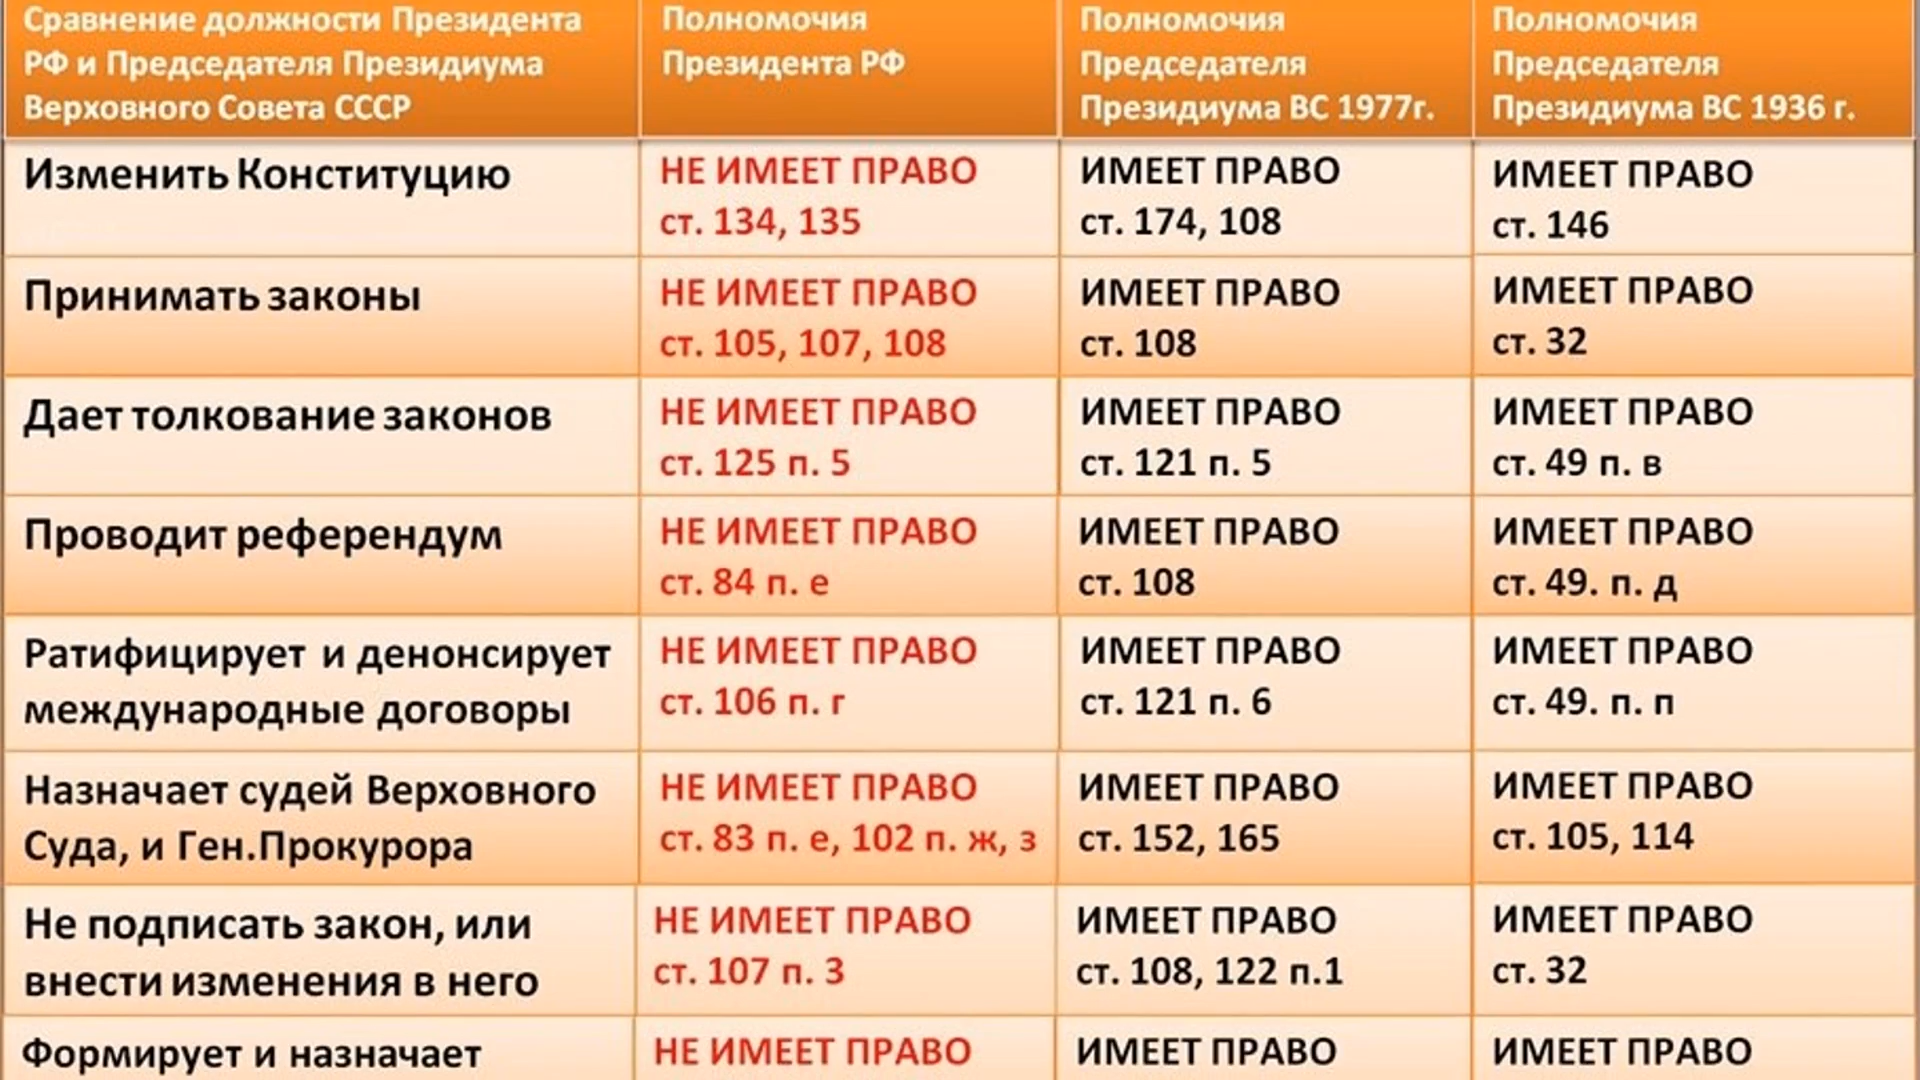 Сравнение должности Президента
РФ и Председателя Президиума
Верховного Совета СССР
Полномочия
Президента РФ
Полномочия
Председателя
Президиума ВС 1977г.
Полномочия
Председателя
Президиума ВС 1936 г.
Изменить Конституцию
НЕ ИМЕЕТ ПРАВО
ст. 134, 135
ИМЕЕТ ПРАВО
ст. 174, 108
ИМЕЕТ ПРАВО
ст. 146
Принимать законы
НЕ ИМЕЕТ ПРАВО
ст. 105, 107, 108
ИМЕЕТ ПРАВО
ст. 108
ИМЕЕТ ПРАВО
ст. 32
Дает толкование законов
НЕ ИМЕЕТ ПРАВО
ст. 125 п. 5
ИМЕЕТ ПРАВО
ст. 121 п. 5
ИМЕЕТ ПРАВО
ст. 49 п. в
Проводит референдум
НЕ ИМЕЕТ ПРАВО
ст. 84 п. е
ИМЕЕТ ПРАВО
ст. 108
ИМЕЕТ ПРАВО
ст. 49. п. д
Ратифицирует и денонсирует
международные договоры
НЕ ИМЕЕТ ПРАВО
ст. 106 п. г
ИМЕЕТ ПРАВО
ст. 121 п. 6
ИМЕЕТ ПРАВО
ст. 49. п. п
Назначает судей Верховного
Суда, и Ген.Прокурора
НЕ ИМЕЕТ ПРАВО
ст. 83 п. е, 102 п. ж, з
ИМЕЕТ ПРАВО
ст. 152, 165
ИМЕЕТ ПРАВО
ст. 105, 114
Не подписать закон, или
внести изменения в него
НЕ ИМЕЕТ ПРАВО
ст. 107 п. 3
ИМЕЕТ ПРАВО
ст. 108, 122 п.1
ИМЕЕТ ПРАВО
ст. 32
Формирует и назначает
НЕ ИМЕЕТ ПРАВО
ИМЕЕТ ПРАВО
ИМЕЕТ ПРАВО